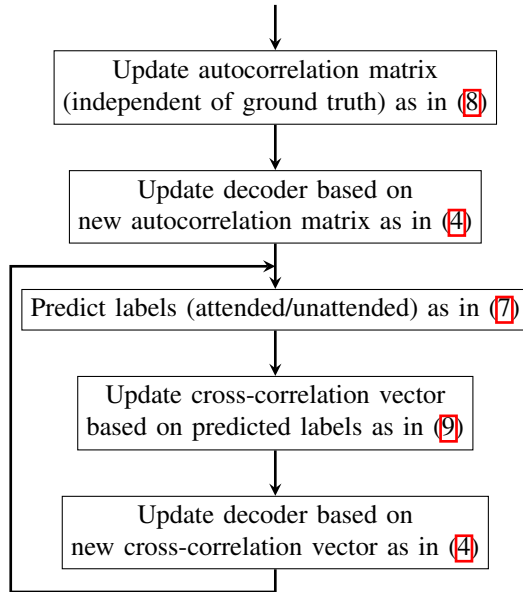 Update autocorrelation matrix
(independent of ground truth) as in (8)
Update decoder based on
new autocorrelation matrix as in (4)
Predict labels (attended/unattended) as in (7)
Update cross-correlation vector
based on predicted labels as in (9)
Update decoder based on
new cross-correlation vector as in (4)